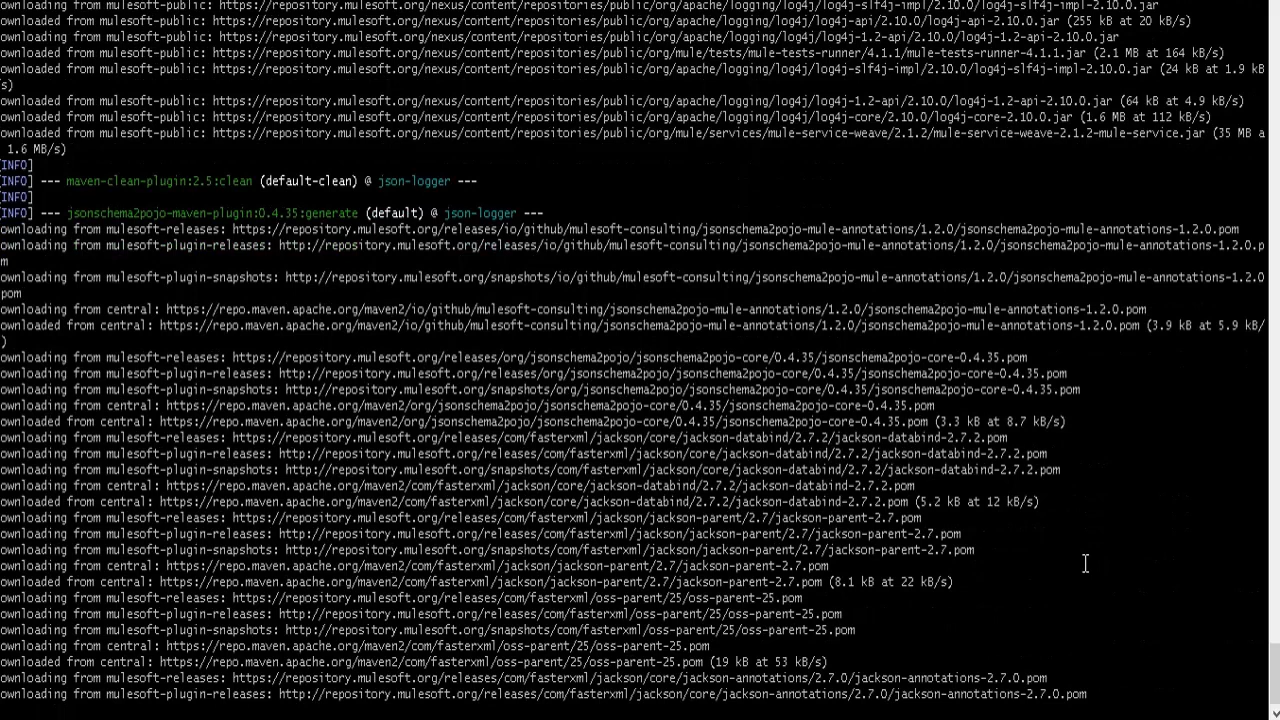 ownloading from mulesoft-public: https://repository.mulesoft.org/nexus/content/repositories/public/org/apache/logging/log4j/log4j-slf4j-impl/2.10.0/log4j-slf4j-impl-2.10.0.jar
ownloaded from mulesoft-public: https://repository.mulesoft.org/nexus/content/repositories/public/org/apache/logging/log4j/log4j-api/2.10.0/log4j-api-2.10.0.jar (255 kB at 20 kB/s)
ownloading from mulesoft-public: https://repository.mulesoft.org/nexus/content/repositories/public/org/apache/logging/log4j/log4j-1.2-api/2.10.0/log4j-1.2-api-2.10.0.jar
ownloaded from mulesoft-public: https://repository.mulesoft.org/nexus/content/repositories/public/org/mule/tests/mule-tests-runner/4.1.1/mule-tests-runner-4.1.1.jar (2.1 MB at 164 kB/s)
ownloaded from mulesoft-public: https://repository.mulesoft.org/nexus/content/repositories/public/org/apache/logging/log4j/log4j-slf4j-impl/2.10.0/log4j-slf4j-impl-2.10.0.jar (24 kB at 1.9 kB
s)
ownloaded from mulesoft-public: https://repository.mulesoft.org/nexus/content/repositories/public/org/apache/logging/log4j/log4j-1.2-api/2.10.0/log4j-1.2-api-2.10.0.jar (64 kB at 4.9 kB/s)
ownloaded from mulesoft-public: https://repository.mulesoft.org/nexus/content/repositories/public/org/apache/logging/log4j/log4j-core/2.10.0/log4j-core-2.10.0.jar (1.6 MB at 112 kB/s)
ownloaded from mulesoft-public: https://repository.mulesoft.org/nexus/content/repositories/public/org/mule/services/mule-service-weave/2.1.2/mule-service-weave-2.1.2-mule-service.jar (35 MB a
1.6 MB/s)
[INFO]
[INFO] --- maven-clean-plugin:2.5:clean (default-clean) @ json-logger ---
[INFO]
[INFO] --- jsonschema2pojo-maven-plugin:0.4.35:generate (default) @ json-logger ---
ownloading from mulesoft-releases: https://repository.mulesoft.org/releases/io/github/mulesoft-consulting/jsonschema2pojo-mule-annotations/1.2.0/jsonschema2pojo-mule-annotations-1.2.0.pom
ownloading from mulesoft-plugin-releases: http://repository.mulesoft.org/releases/io/github/mulesoft-consulting/jsonschema2pojo-mule-annotations/1.2.0/jsonschema2pojo-mule-annotations-1.2.0.p
m
ownloading from mulesoft-plugin-snapshots: http://repository.mulesoft.org/snapshots/io/github/mulesoft-consulting/jsonschema2pojo-mule-annotations/1.2.0/jsonschema2pojo-mule-annotations-1.2.0
pom
ownloading from central: https://repo.maven.apache.org/maven2/io/github/mulesoft-consulting/jsonschema2pojo-mule-annotations/1.2.0/jsonschema2pojo-mule-annotations-1.2.0.pom
ownloaded from central: https://repo.maven.apache.org/maven2/io/github/mulesoft-consulting/jsonschema2pojo-mule-annotations/1.2.0/jsonschema2pojo-mule-annotations-1.2.0.pom (3.9 kB at 5.9 kB/
)
ownloading from mulesoft-releases: https://repository.mulesoft.org/releases/org/jsonschema2pojo/jsonschema2pojo-core/0.4.35/jsonschema2pojo-core-0.4.35.pom
ownloading from mulesoft-plugin-releases: http://repository.mulesoft.org/releases/org/jsonschema2pojo/jsonschema2pojo-core/0.4.35/jsonschema2pojo-core-0.4.35.pom
ownloading from mulesoft-plugin-snapshots: http://repository.mulesoft.org/snapshots/org/jsonschema2pojo/jsonschema2pojo-core/0.4.35/jsonschema2pojo-core-0.4.35.pom
ownloading from central: https://repo.maven.apache.org/maven2/org/jsonschema2pojo/jsonschema2pojo-core/0.4.35/jsonschema2pojo-core-0.4.35.pom
ownloaded from central: https://repo.maven.apache.org/maven2/org/jsonschema2pojo/jsonschema2pojo-core/0.4.35/jsonschema2pojo-core-0.4.35.pom (3.3 kB at 8.7 kB/s)
ownloading from mulesoft-releases: https://repository.mulesoft.org/releases/com/fasterxml/jackson/core/jackson-databind/2.7.2/jackson-databind-2.7.2.pom
ownloading from mulesoft-plugin-releases: http://repository.mulesoft.org/releases/com/fasterxml/jackson/core/jackson-databind/2.7.2/jackson-databind-2.7.2.pom
ownloading from mulesoft-plugin-snapshots: http://repository.mulesoft.org/snapshots/com/fasterxml/jackson/core/jackson-databind/2.7.2/jackson-databind-2.7.2.pom
ownloading from central: https://repo.maven.apache.org/maven2/com/fasterxml/jackson/core/jackson-databind/2.7.2/jackson-databind-2.7.2.pom
ownloaded from central: https://repo.maven.apache.org/maven2/com/fasterxml/jackson/core/jackson-databind/2.7.2/jackson-databind-2.7.2.pom (5.2 kB at 12 kB/s)
ownloading from mulesoft-releases: https://repository.mulesoft.org/releases/com/fasterxml/jackson/jackson-parent/2.7/jackson-parent-2.7.pom
ownloading from mulesoft-plugin-releases: http://repository.mulesoft.org/releases/com/fasterxml/jackson/jackson-parent/2.7/jackson-parent-2.7.pom
ownloading from mulesoft-plugin-snapshots: http://repository.mulesoft.org/snapshots/com/fasterxml/jackson/jackson-parent/2.7/jackson-parent-2.7.pom
ownloading from central: https://repo.maven.apache.org/maven2/com/fasterxml/jackson/jackson-parent/2.7/jackson-parent-2.7.pom
ownloaded from central: https://repo.maven.apache.org/maven2/com/fasterxml/jackson/jackson-parent/2.7/jackson-parent-2.7.pom (8.1 kB at 22 kB/s)
ownloading from mulesoft-releases: https://repository.mulesoft.org/releases/com/fasterxml/oss-parent/25/oss-parent-25.pom
ownloading from mulesoft-plugin-releases: http://repository.mulesoft.org/releases/com/fasterxml/oss-parent/25/oss-parent-25.pom
ownloading from mulesoft-plugin-snapshots: http://repository.mulesoft.org/snapshots/com/fasterxml/oss-parent/25/oss-parent-25.pom
ownloading from central: https://repo.maven.apache.org/maven2/com/fasterxml/oss-parent/25/oss-parent-25.pom
ownloaded from central: https://repo.maven.apache.org/maven2/com/fasterxml/oss-parent/25/oss-parent-25.pom (19 kB at 53 kB/s)
ownloading from mulesoft-releases: https://repository.mulesoft.org/releases/com/fasterxml/jackson/core/jackson-annotations/2.7.0/jackson-annotations-2.7.0.pom
ownloading from mulesoft-plugin-releases: http://repository.mulesoft.org/releases/com/fasterxml/jackson/core/jackson-annotations/2.7.0/jackson-annotations-2.7.0.pom